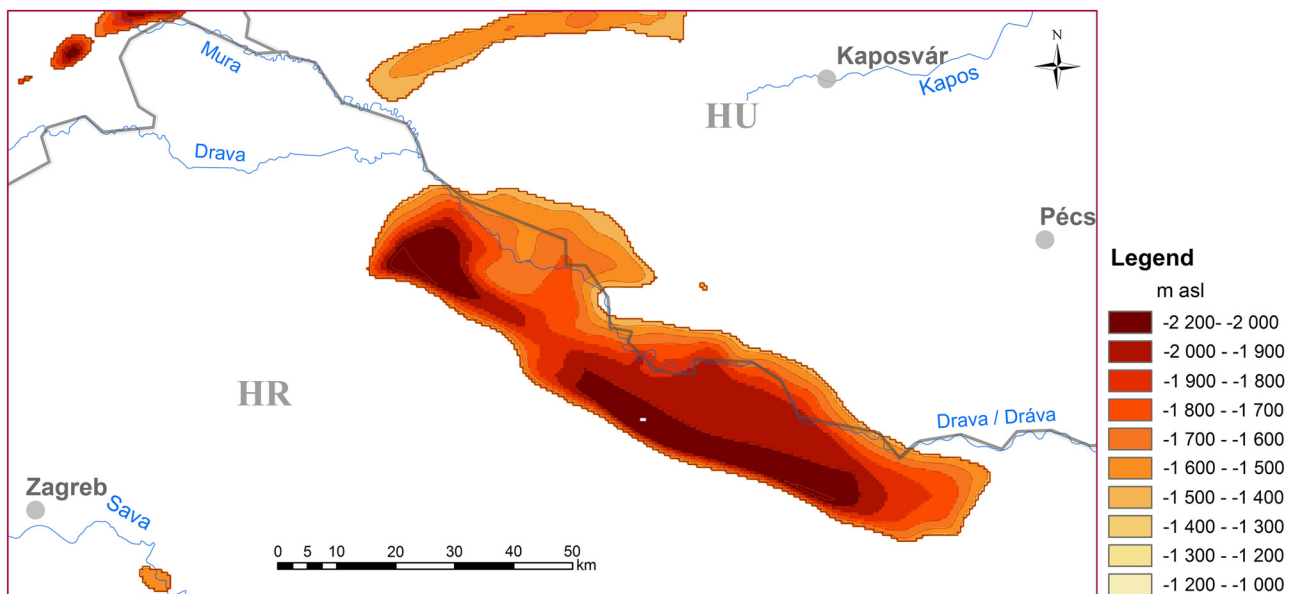 Mura
N
Kaposvár
Kapos
HU
Drava
Pécs
Legend
m asl
-2 200- -2 000
-2 000 - -1 900
-1 900 - -1 800
-1 800 - -1 700
-1 700 - -1 600
-1 600 - -1 500
-1 500 - -1 400
-1 400 - -1 300
-1 300 - -1 200
-1 200 - -1 000
HR
Drava / Dráva
Zagreb
Sava
0 5 10 20 30 40 50
km